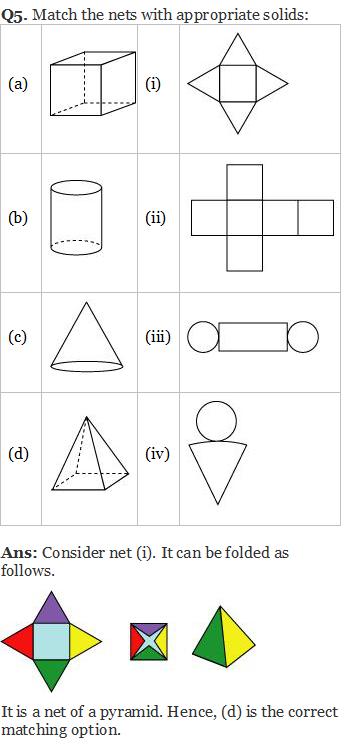 Q5. Match the nets with appropriate solids:
(a) (i)
(b) (ii)
(c) (iii)
(d) (iv)
Ans: Consider net (i). It can be folded as
follows.
It is a net of a pyramid. Hence, (d) is the correct
matching option.